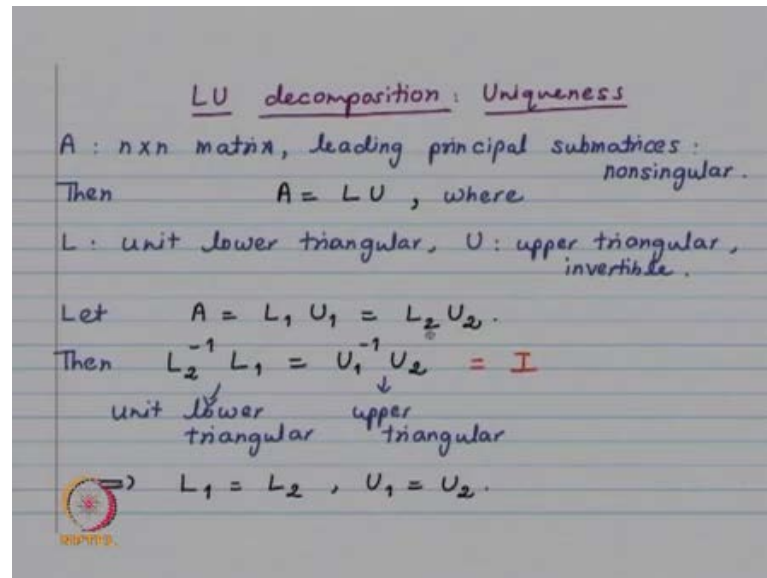 LU decomposition : Uniqueness
A : n×n matrix, leading principal submatrices :
nonsingular.
Then A = L U , where
L : unit lower triangular, U : upper triangular,
invertible.
Let A = L₁ U₁ = L₂ U₂ .
Then L₂⁻¹ L₁ = U₁⁻¹ U₂ = I
unit lower upper
triangular triangular
⇒ L₁ = L₂ , U₁ = U₂ .
NPTEL